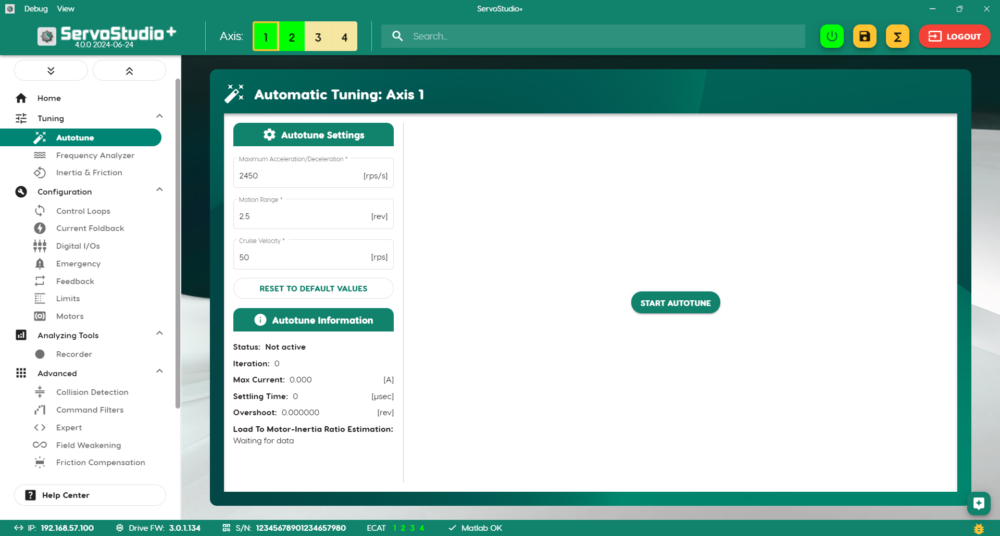 Debug View
ServoStudio+
ServoStudio+
4.0.0 2024-06-24
Axis: 1 2 3 4
Search...
LOGOUT
Home
Tuning
Autotune
Frequency Analyzer
Inertia & Friction
Configuration
Control Loops
Current Foldback
Digital I/Os
Emergency
Feedback
Limits
Motors
Analyzing Tools
Recorder
Advanced
Collision Detection
Command Filters
Expert
Field Weakening
Friction Compensation
Help Center
Automatic Tuning: Axis 1
Autotune Settings
Maximum Acceleration/Deceleration *
2450 [rps/s]
Motion Range *
2.5 [rev]
Cruise Velocity *
50 [rps]
RESET TO DEFAULT VALUES
Autotune Information
Status: Not active
Iteration: 0
Max Current: 0.000 [A]
Settling Time: 0 [µsec]
Overshoot: 0.000000 [rev]
Load To Motor-Inertia Ratio Estimation:
Waiting for data
START AUTOTUNE
IP: 192.168.57.100 Drive FW: 3.0.1.134 S/N: 12345678901234657980 ECAT 1 2 3 4 Matlab OK